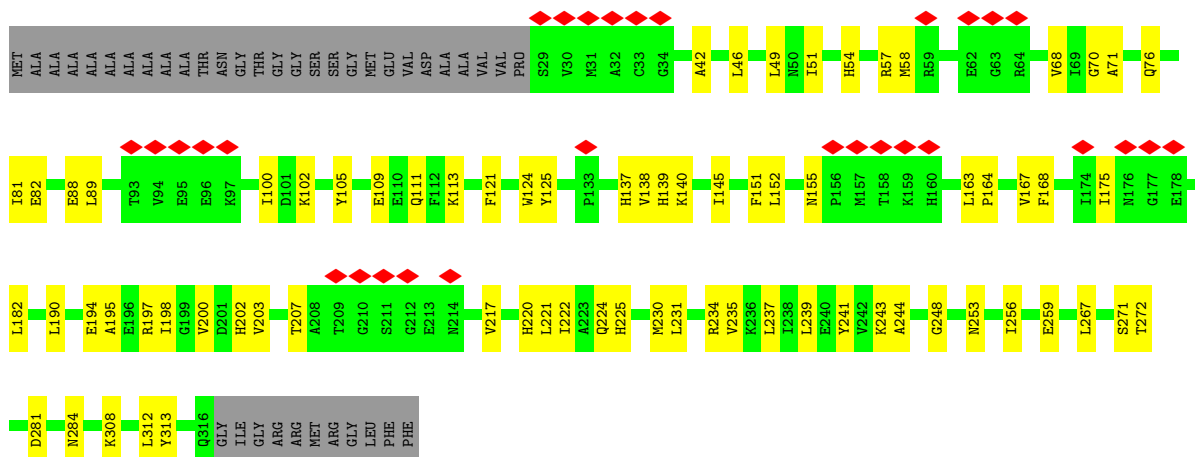 MET ALA ALA ALA ALA ALA ALA ALA ALA ALA THR ASN GLY THR GLY GLY SER SER GLY MET GLU VAL ASP ALA ALA VAL VAL PRO S29 V30 M31 A32 C33 G34 A42 L46 L49 N50 I51 H54 R57 M58 R59 E62 G63 R64 V68 I69 G70 A71 Q76
I81 E82 E88 L89 T93 V94 E95 E96 K97 I100 D101 K102 Y105 E109 E110 Q111 F112 K113 F121 W124 Y125 P133 H137 V138 H139 K140 I145 F151 L152 N155 P156 M157 T158 K159 H160 L163 P164 V167 F168 I174 I175 N176 G177 E178
L182 L190 E194 A195 E196 R197 I198 G199 V200 D201 H202 V203 T207 A208 T209 G210 S211 G212 E213 N214 V217 H220 L221 I222 A223 Q224 H225 M230 L231 R234 V235 K236 L237 I238 L239 E240 Y241 V242 K243 A244 G248 N253 I256 E259 L267 S271 T272
D281 N284 K308 L312 Y313 Q316 GLY ILE GLY ARG ARG MET ARG GLY LEU PHE PHE